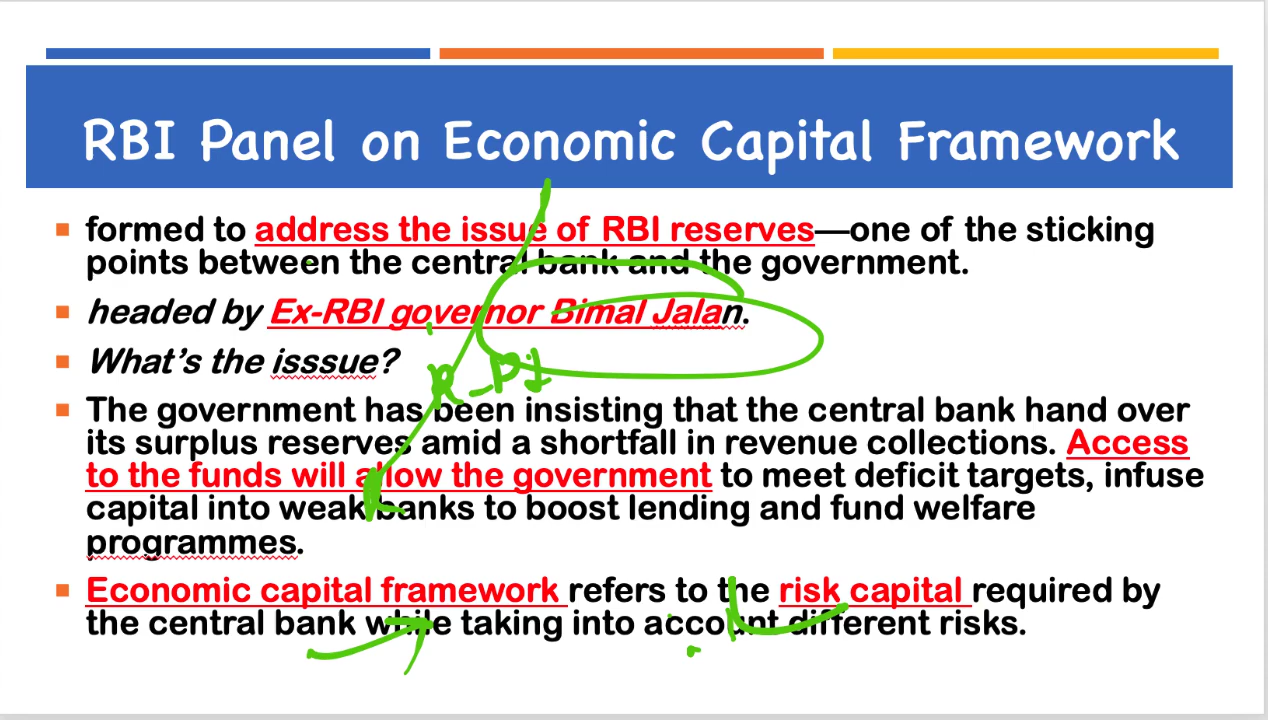 RBI Panel on Economic Capital Framework
formed to address the issue of RBI reserves—one of the sticking
points between the central bank and the government.
headed by Ex-RBI governor Bimal Jalan.
What's the isssue?
The government has been insisting that the central bank hand over
its surplus reserves amid a shortfall in revenue collections. Access
to the funds will allow the government to meet deficit targets, infuse
capital into weak banks to boost lending and fund welfare
programmes.
Economic capital framework refers to the risk capital required by
the central bank while taking into account different risks.